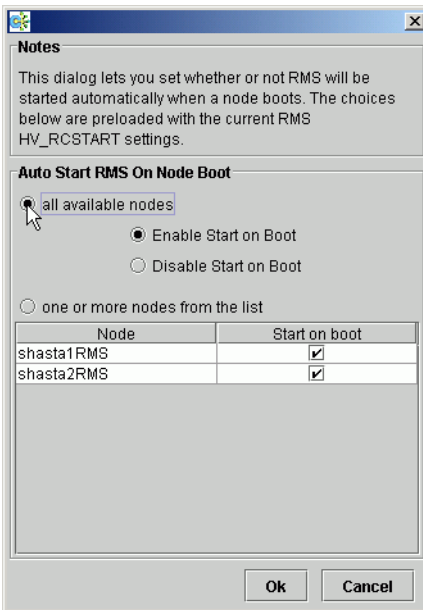 Notes
This dialog lets you set whether or not RMS will be
started automatically when a node boots. The choices
below are preloaded with the current RMS
HV_RCSTART settings.
Auto Start RMS On Node Boot
all available nodes
Enable Start on Boot
Disable Start on Boot
one or more nodes from the list
Node Start on boot
shasta1RMS
shasta2RMS
Ok Cancel